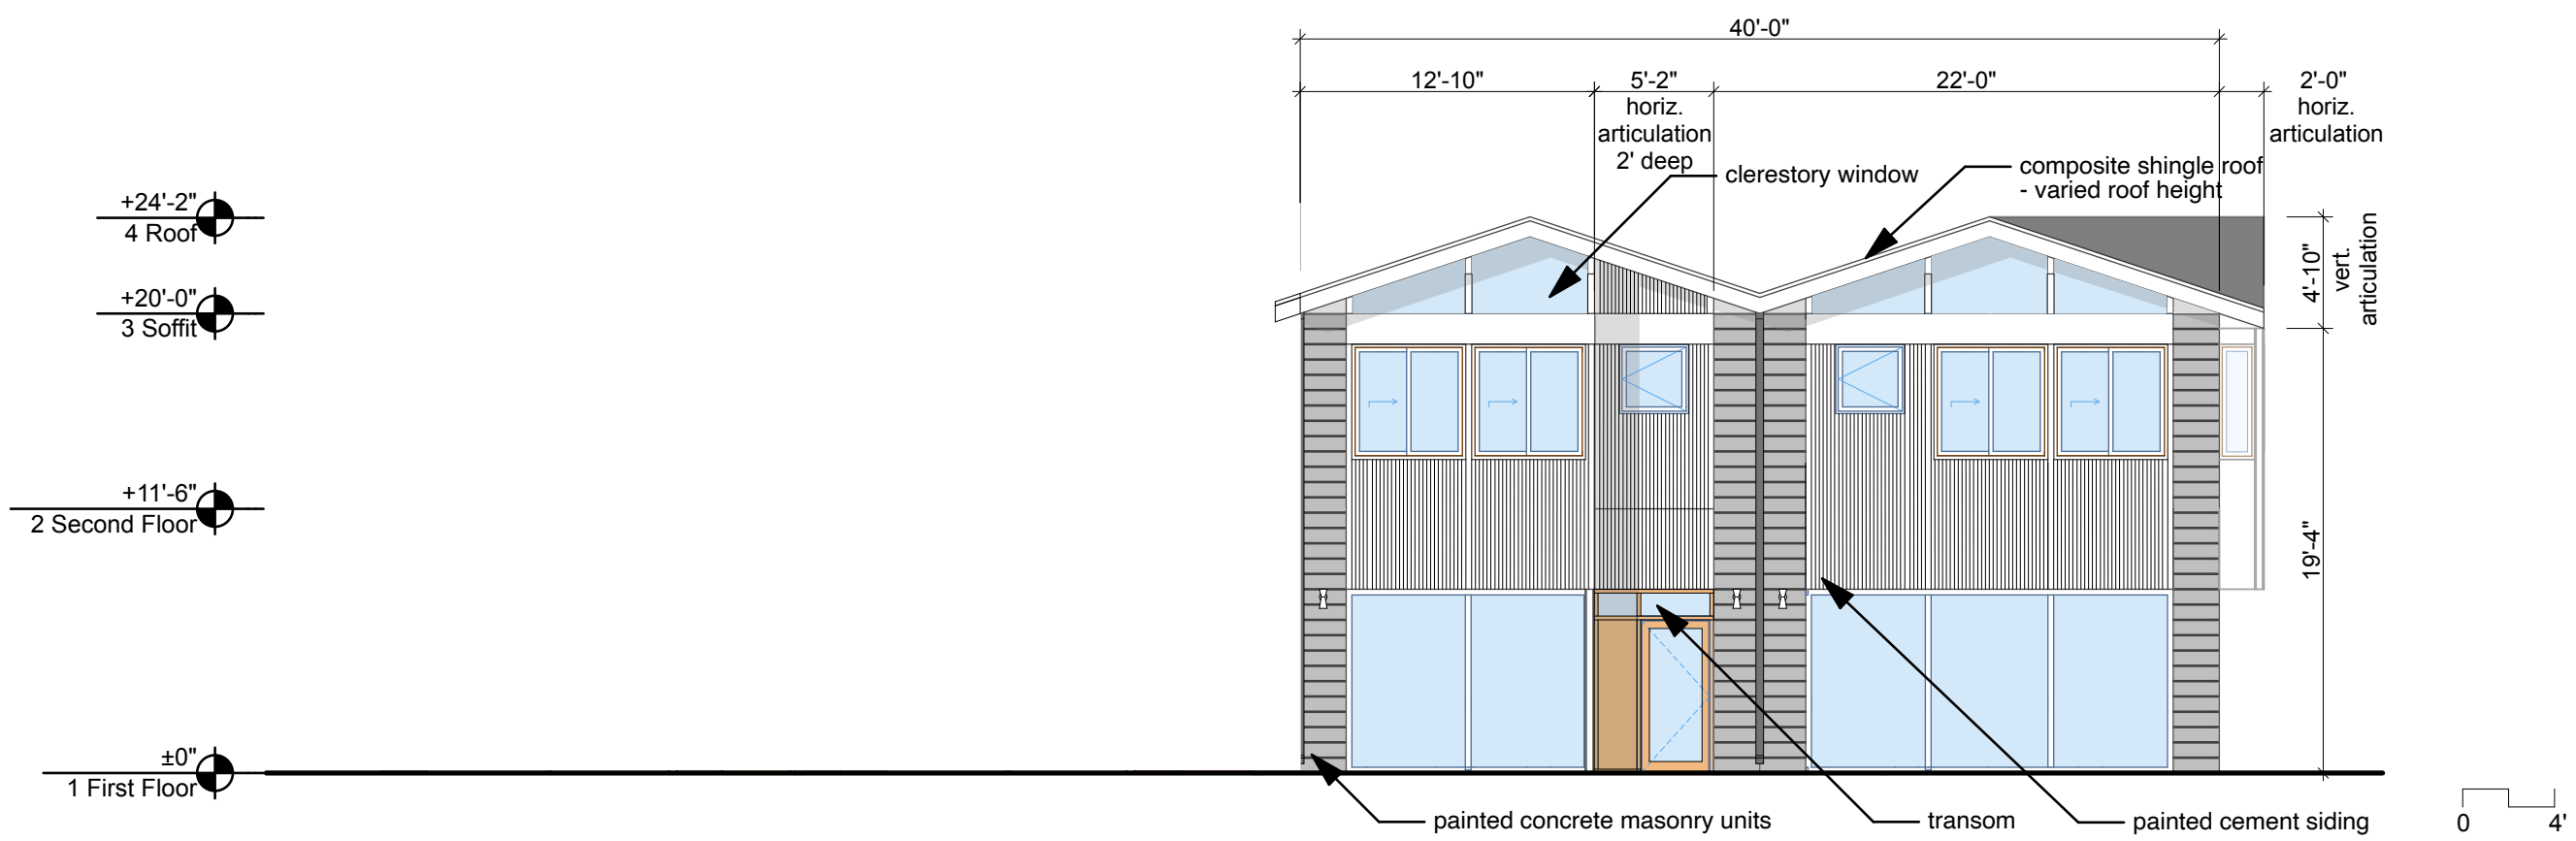 40'-0"
12'-10"
5'-2"
horiz.
articulation
2' deep
22'-0"
2'-0"
horiz.
articulation
clerestory window
composite shingle roof
- varied roof height
+24'-2"
4 Roof
+20'-0"
3 Soffit
+11'-6"
2 Second Floor
±0"
1 First Floor
4'-10"
vert.
articulation
19'-4"
painted concrete masonry units
transom
painted cement siding
0 4'